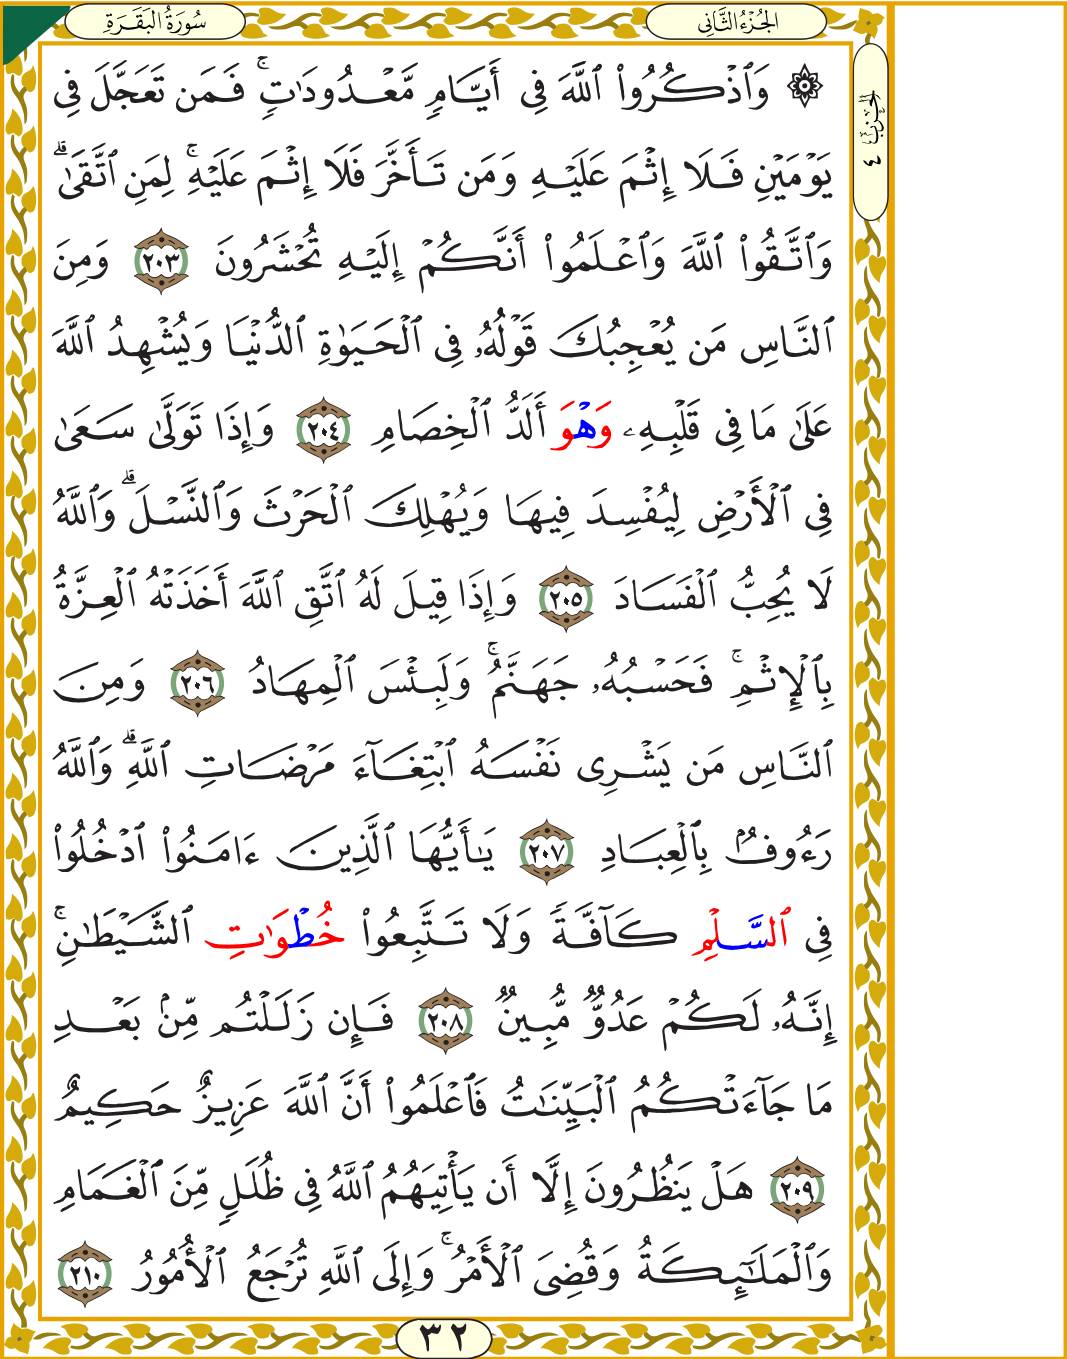 سُورَةُ البَقَرَةِ
الجُزْءُ الثَّانِي
الحِزْبُ ٤
۞ وَٱذۡكُرُواْ ٱللَّهَ فِيٓ أَيَّامٖ مَّعۡدُودَٰتٖۚ فَمَن تَعَجَّلَ فِي
يَوۡمَيۡنِ فَلَآ إِثۡمَ عَلَيۡهِ وَمَن تَأَخَّرَ فَلَآ إِثۡمَ عَلَيۡهِۚ لِمَنِ ٱتَّقَىٰۗ
وَٱتَّقُواْ ٱللَّهَ وَٱعۡلَمُوٓاْ أَنَّكُمۡ إِلَيۡهِ تُحۡشَرُونَ ٢٠٣ وَمِنَ
ٱلنَّاسِ مَن يُعۡجِبُكَ قَوۡلُهُۥ فِي ٱلۡحَيَوٰةِ ٱلدُّنۡيَا وَيُشۡهِدُ ٱللَّهَ
عَلَىٰ مَا فِي قَلۡبِهِۦ وَهۡوَ أَلَدُّ ٱلۡخِصَامِ ٢٠٤ وَإِذَا تَوَلَّىٰ سَعَىٰ
فِي ٱلۡأَرۡضِ لِيُفۡسِدَ فِيهَا وَيُهۡلِكَ ٱلۡحَرۡثَ وَٱلنَّسۡلَۚ وَٱللَّهُ
لَا يُحِبُّ ٱلۡفَسَادَ ٢٠٥ وَإِذَا قِيلَ لَهُ ٱتَّقِ ٱللَّهَ أَخَذَتۡهُ ٱلۡعِزَّةُ
بِٱلۡإِثۡمِۚ فَحَسۡبُهُۥ جَهَنَّمُۖ وَلَبِئۡسَ ٱلۡمِهَادُ ٢٠٦ وَمِنَ
ٱلنَّاسِ مَن يَشۡرِي نَفۡسَهُ ٱبۡتِغَآءَ مَرۡضَاتِ ٱللَّهِۚ وَٱللَّهُ
رَءُوفُۢ بِٱلۡعِبَادِ ٢٠٧ يَٰٓأَيُّهَا ٱلَّذِينَ ءَامَنُواْ ٱدۡخُلُواْ
فِي ٱلسَّلۡمِ كَآفَّةٗ وَلَا تَتَّبِعُواْ خُطۡوَٰتِ ٱلشَّيۡطَٰنِۚ
إِنَّهُۥ لَكُمۡ عَدُوّٞ مُّبِينٞ ٢٠٨ فَإِن زَلَلۡتُم مِّنۢ بَعۡدِ
مَا جَآءَتۡكُمُ ٱلۡبَيِّنَٰتُ فَٱعۡلَمُوٓاْ أَنَّ ٱللَّهَ عَزِيزٌ حَكِيمٌ
٢٠٩ هَلۡ يَنظُرُونَ إِلَّآ أَن يَأۡتِيَهُمُ ٱللَّهُ فِي ظُلَلٖ مِّنَ ٱلۡغَمَامِ
وَٱلۡمَلَٰٓئِكَةُ وَقُضِيَ ٱلۡأَمۡرُۚ وَإِلَى ٱللَّهِ تُرۡجَعُ ٱلۡأُمُورُ ٢١٠
٣٢